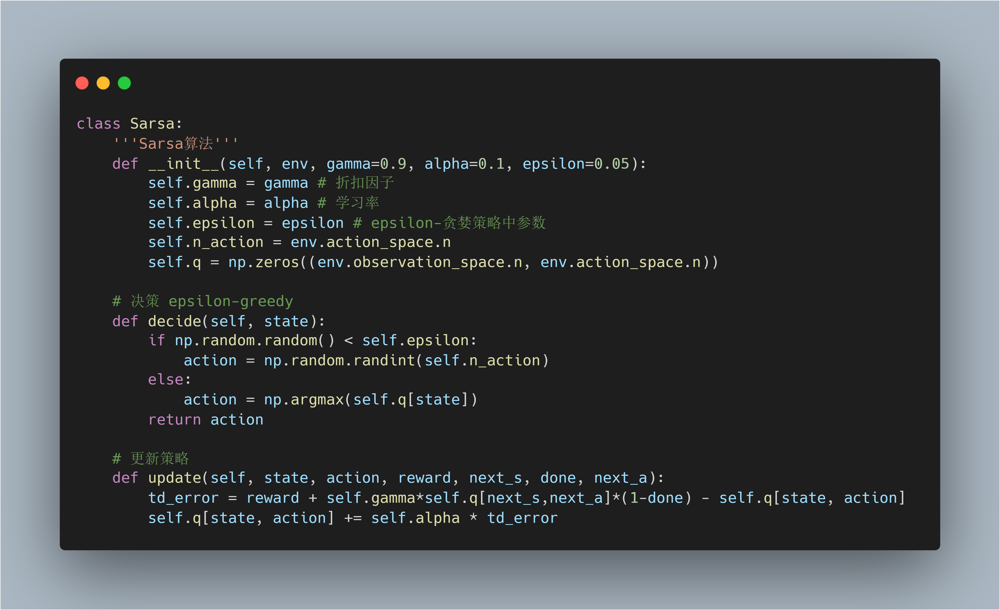 class Sarsa:
    '''Sarsa算法'''
    def __init__(self, env, gamma=0.9, alpha=0.1, epsilon=0.05):
        self.gamma = gamma # 折扣因子
        self.alpha = alpha # 学习率
        self.epsilon = epsilon # epsilon-贪婪策略中参数
        self.n_action = env.action_space.n
        self.q = np.zeros((env.observation_space.n, env.action_space.n))

    # 决策 epsilon-greedy
    def decide(self, state):
        if np.random.random() < self.epsilon:
            action = np.random.randint(self.n_action)
        else:
            action = np.argmax(self.q[state])
        return action

    # 更新策略
    def update(self, state, action, reward, next_s, done, next_a):
        td_error = reward + self.gamma*self.q[next_s,next_a]*(1-done) - self.q[state, action]
        self.q[state, action] += self.alpha * td_error